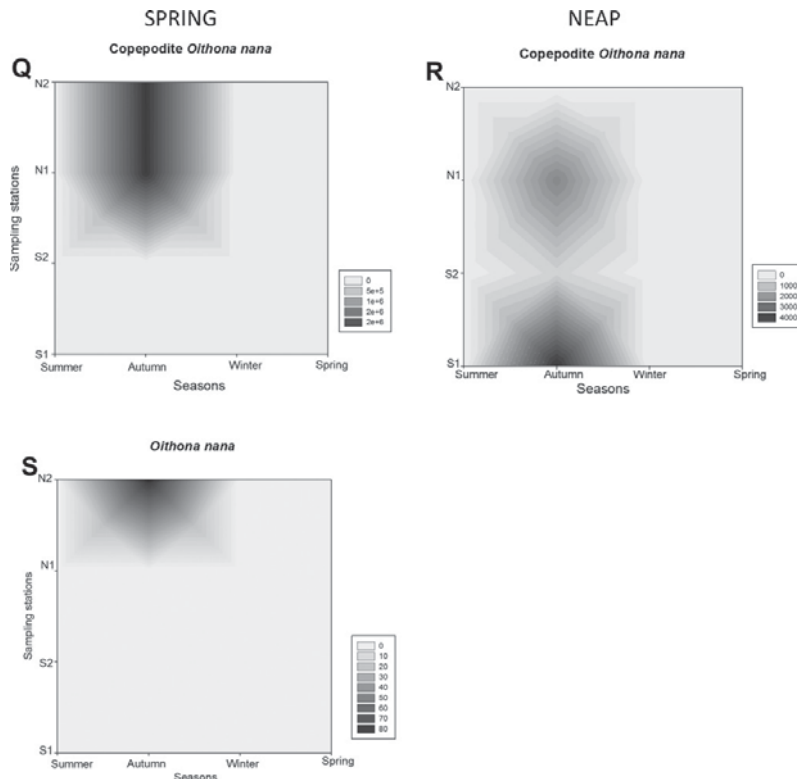 SPRING
NEAP
Copepodite Oithona nana
Q
N2
N1
S2
S1
Sampling stations
Summer Autumn Winter Spring
Seasons
0
5e+5
1e+6
2e+6
2e+6
Copepodite Oithona nana
R
N2
N1
S2
S1
Sampling stations
Summer Autumn Winter Spring
Seasons
0
1000
2000
3000
4000
Oithona nana
S
N2
N1
S2
S1
Sampling stations
Summer Autumn Winter Spring
Seasons
0
10
20
30
40
50
60
70
80